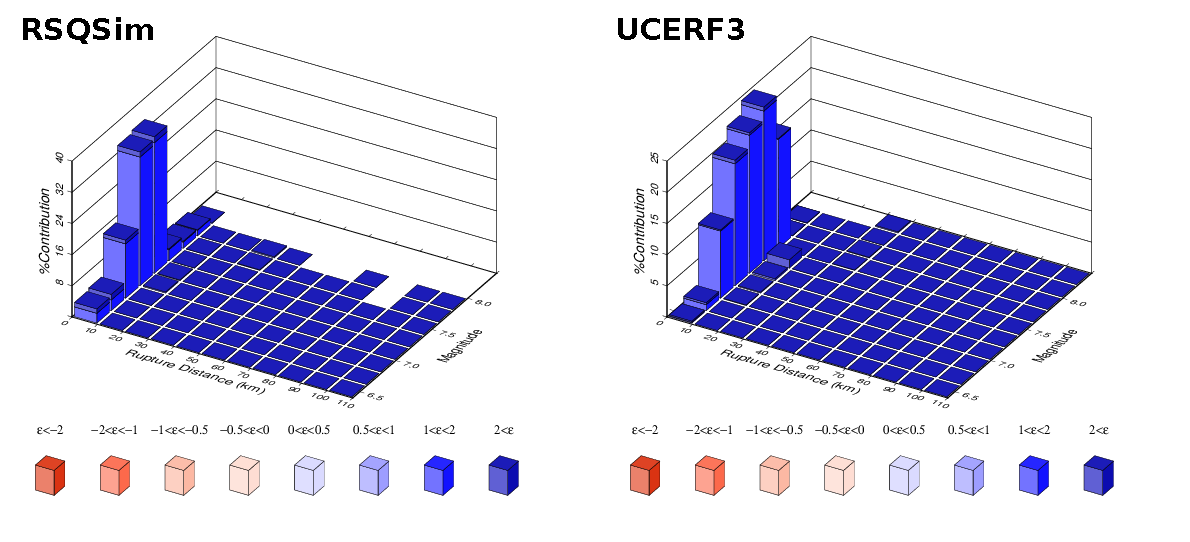 RSQSim
%Contribution
40
32
24
16
8
0
10
20
30
40
50
60
70
80
90
100
110
Rupture Distance (km)
6.5
7.0
7.5
8.0
Magnitude
ε<−2
−2<ε<−1
−1<ε<−0.5
−0.5<ε<0
0<ε<0.5
0.5<ε<1
1<ε<2
2<ε
UCERF3
%Contribution
25
20
15
10
5
0
10
20
30
40
50
60
70
80
90
100
110
Rupture Distance (km)
6.5
7.0
7.5
8.0
Magnitude
ε<−2
−2<ε<−1
−1<ε<−0.5
−0.5<ε<0
0<ε<0.5
0.5<ε<1
1<ε<2
2<ε